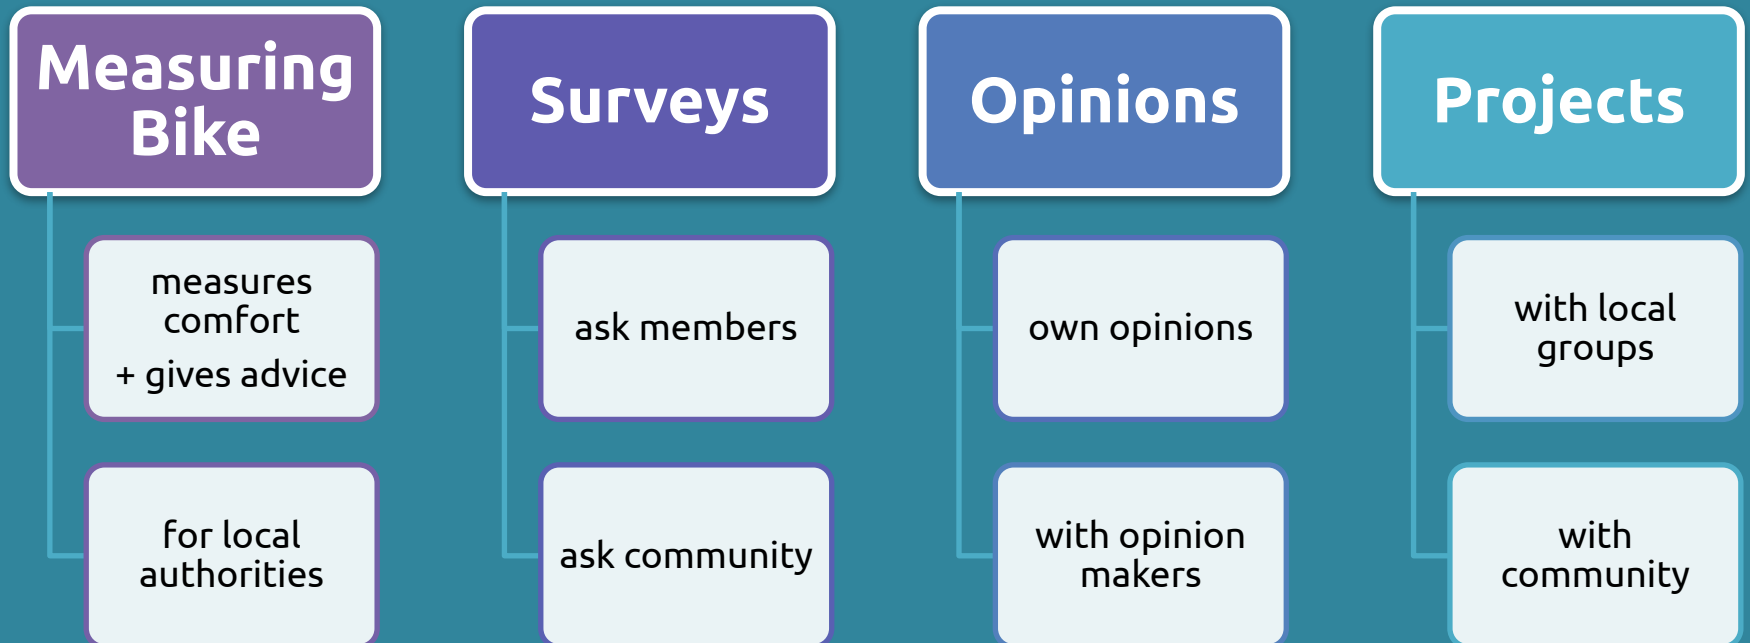 Measuring
Bike
measures
comfort
+ gives advice
for local
authorities
Surveys
ask members
ask community
Opinions
own opinions
with opinion
makers
Projects
with local
groups
with
community